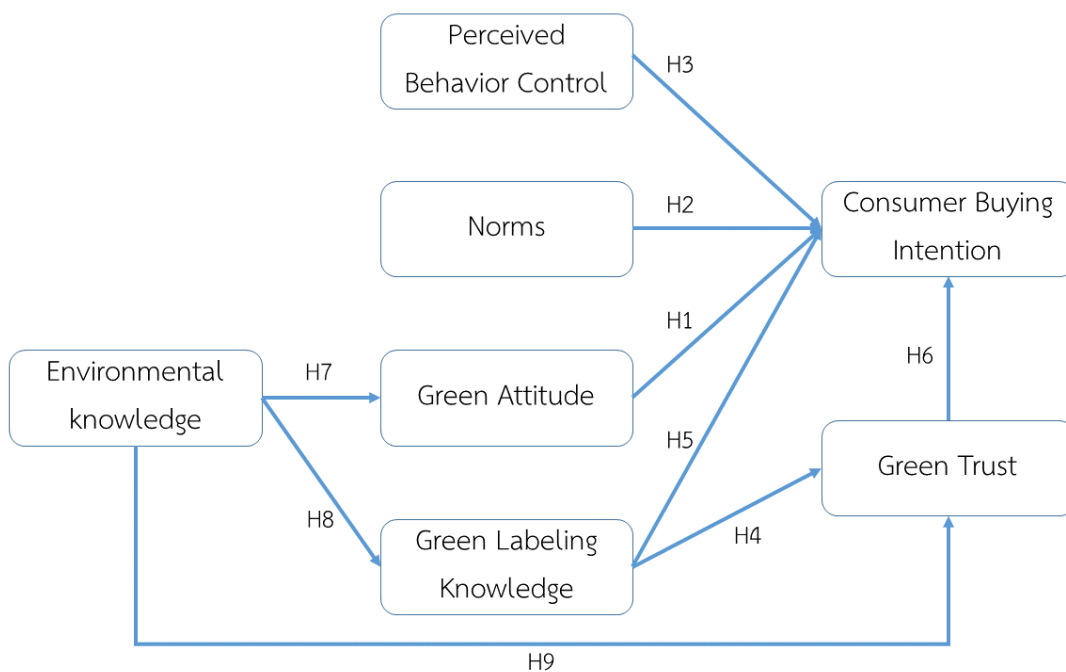 Perceived
Behavior Control
H3
Norms
H2
Consumer Buying
Intention
H1
Environmental
knowledge
H7
Green Attitude
H6
H5
Green Trust
H8
Green Labeling
Knowledge
H4
H9